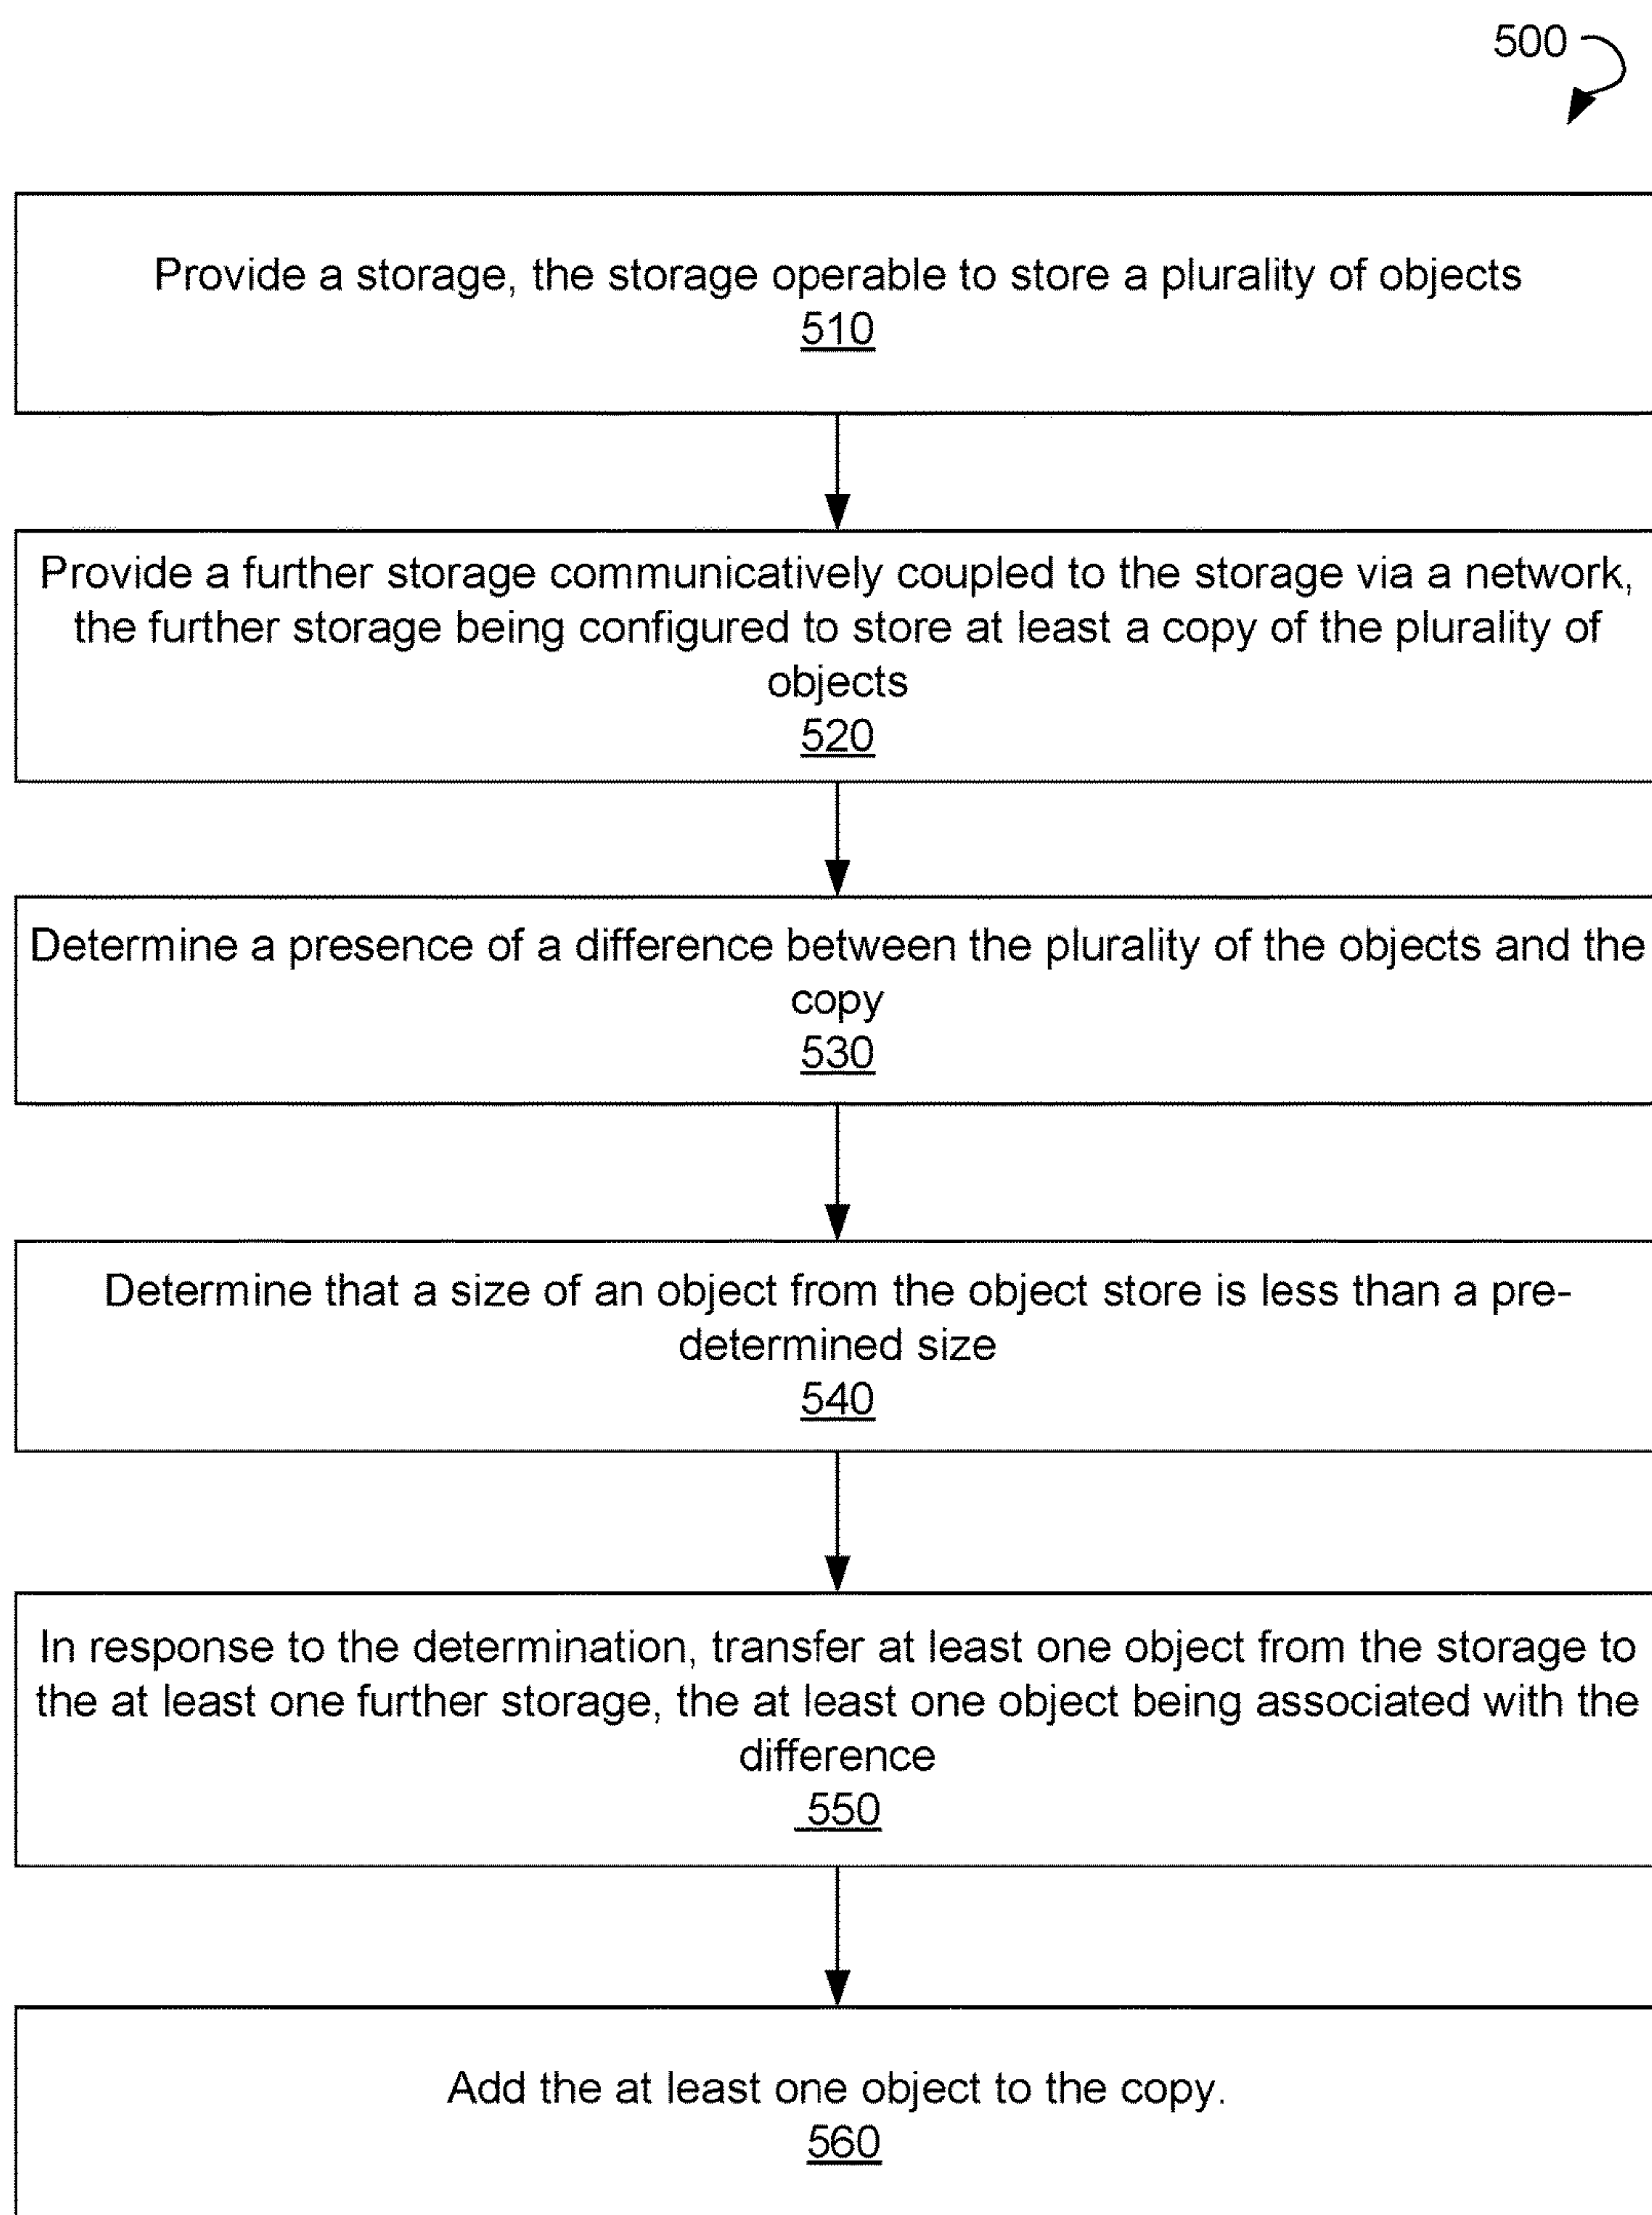 500
Provide a storage, the storage operable to store a plurality of objects
510
Provide a further storage communicatively coupled to the storage via a network,
the further storage being configured to store at least a copy of the plurality of
objects
520
Determine a presence of a difference between the plurality of the objects and the
copy
530
Determine that a size of an object from the object store is less than a pre-
determined size
540
In response to the determination, transfer at least one object from the storage to
the at least one further storage, the at least one object being associated with the
difference
550
Add the at least one object to the copy.
560